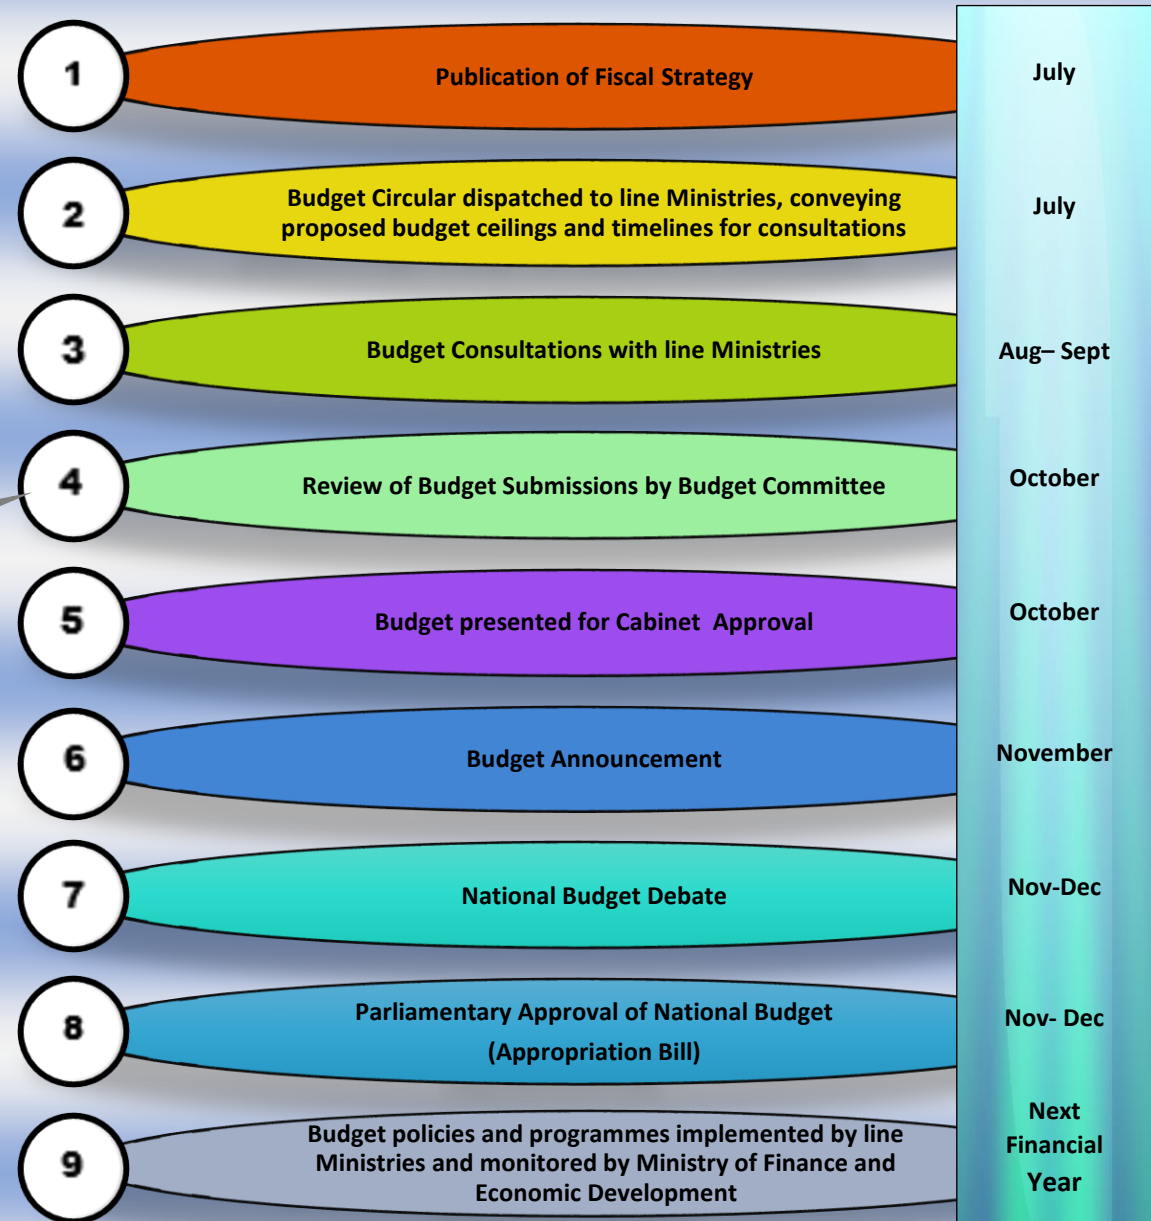 1
Publication of Fiscal Strategy
July
2
Budget Circular dispatched to line Ministries, conveying
proposed budget ceilings and timelines for consultations
July
3
Budget Consultations with line Ministries
Aug– Sept
4
Review of Budget Submissions by Budget Committee
October
5
Budget presented for Cabinet  Approval
October
6
Budget Announcement
November
7
National Budget Debate
Nov-Dec
8
Parliamentary Approval of National Budget
(Appropriation Bill)
Nov- Dec
9
Budget policies and programmes implemented by line
Ministries and monitored by Ministry of Finance and
Economic Development
Next
Financial
Year